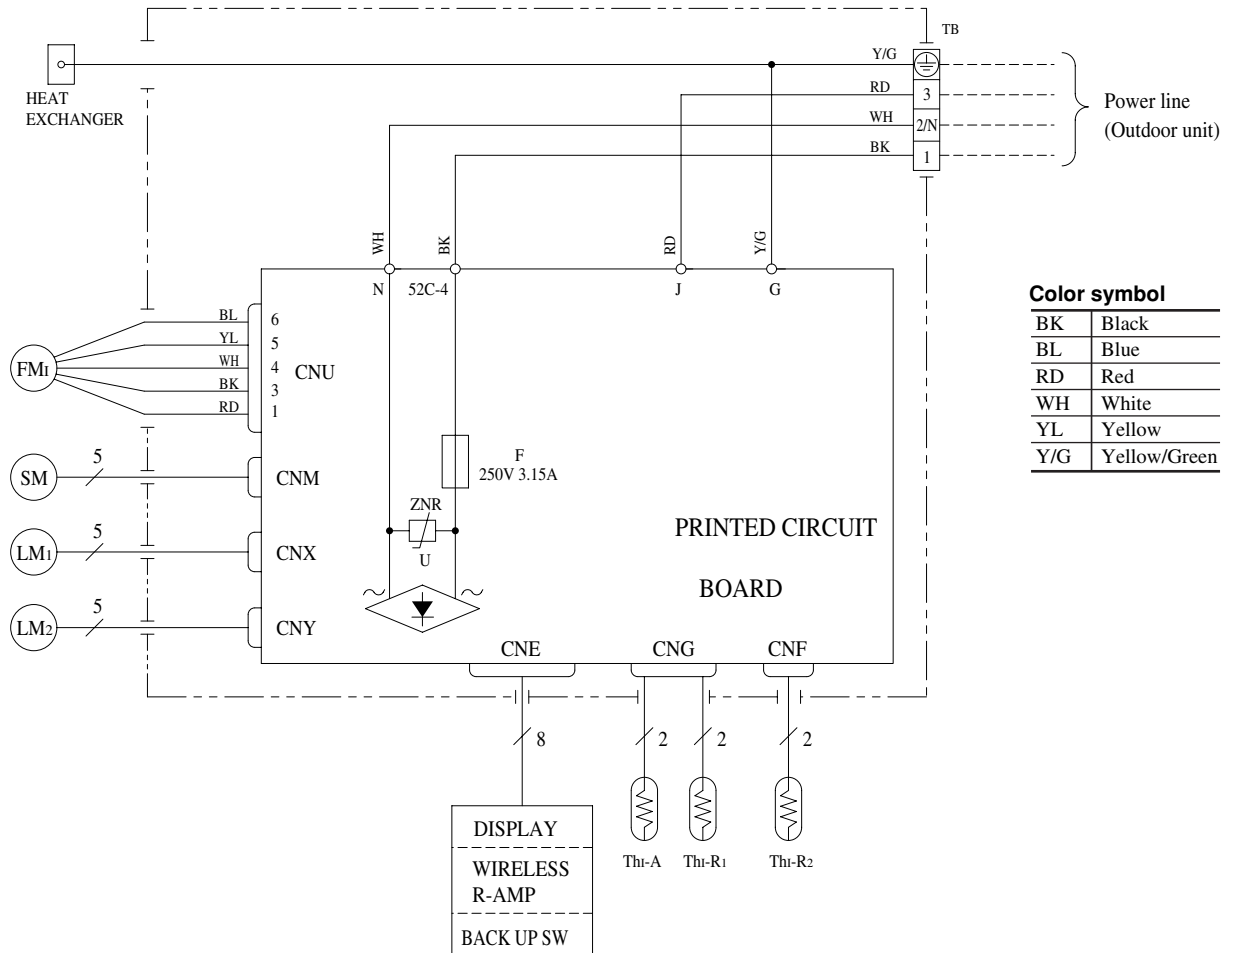 TB
Y/G
HEAT
EXCHANGER
RD
3
WH
2/N
BK
1
Power line
(Outdoor unit)
WH
BK
RD
Y/G
N
52C-4
J
G
Color symbol
BK Black
BL Blue
RD Red
WH White
YL Yellow
Y/G Yellow/Green
FMI
BL 6
YL 5
WH 4
BK 3
RD 1
CNU
SM
5
CNM
F
250V 3.15A
ZNR
U
LM1
5
CNX
LM2
5
CNY
PRINTED CIRCUIT
BOARD
CNE
CNG
CNF
8
2
2
2
DISPLAY
WIRELESS
R-AMP
BACK UP SW
ThI-A
ThI-R1
ThI-R2